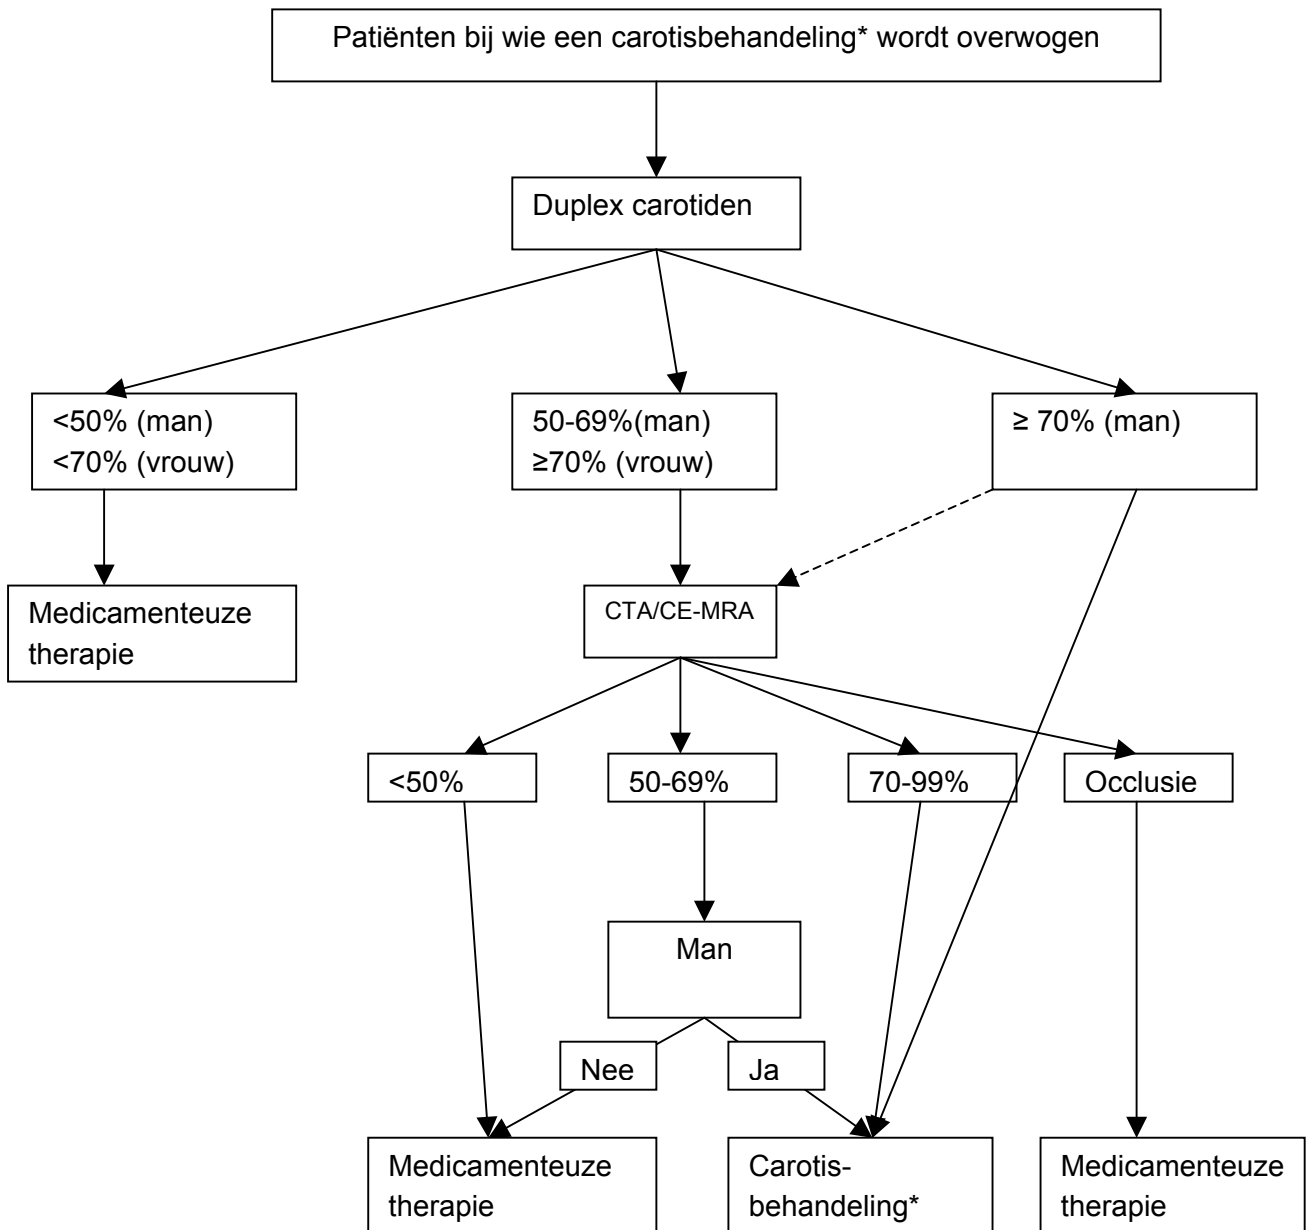 Patiënten bij wie een carotisbehandeling* wordt overwogen
Duplex carotiden
<50% (man)
<70% (vrouw)
50-69%(man)
≥70% (vrouw)
≥ 70% (man)
Medicamenteuze
therapie
CTA/CE-MRA
<50%
50-69%
70-99%
Occlusie
Man
Nee
Ja
Medicamenteuze
therapie
Carotis-
behandeling*
Medicamenteuze
therapie